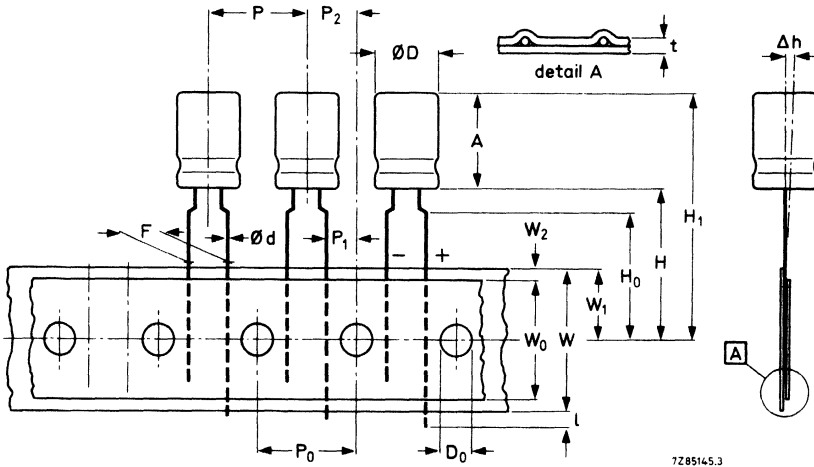 P P₂
ØD
t
detail A
Δh
A
H₁
F
Ød
P₁
- +
W₂
H₀
H
W₁
W₀
W
A
l
P₀
D₀
7Z85145.3